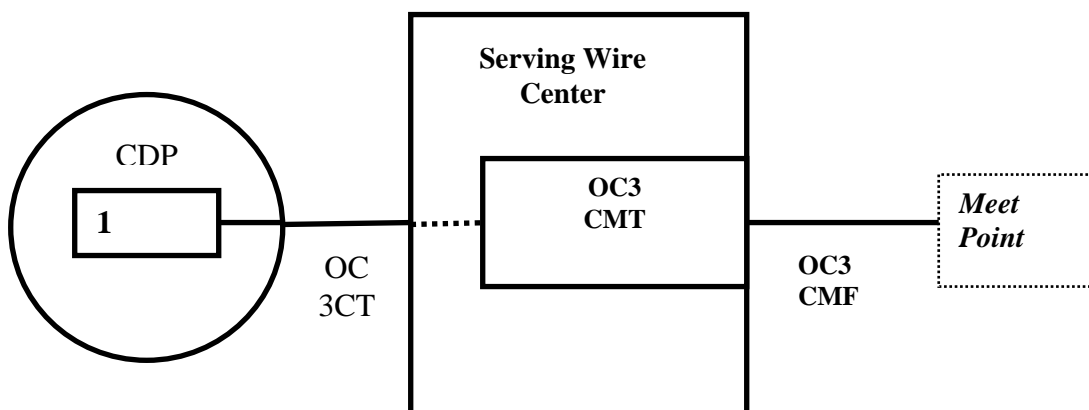 Serving Wire
Center
CDP
1
OC
3CT
OC3
CMT
OC3
CMF
Meet
Point